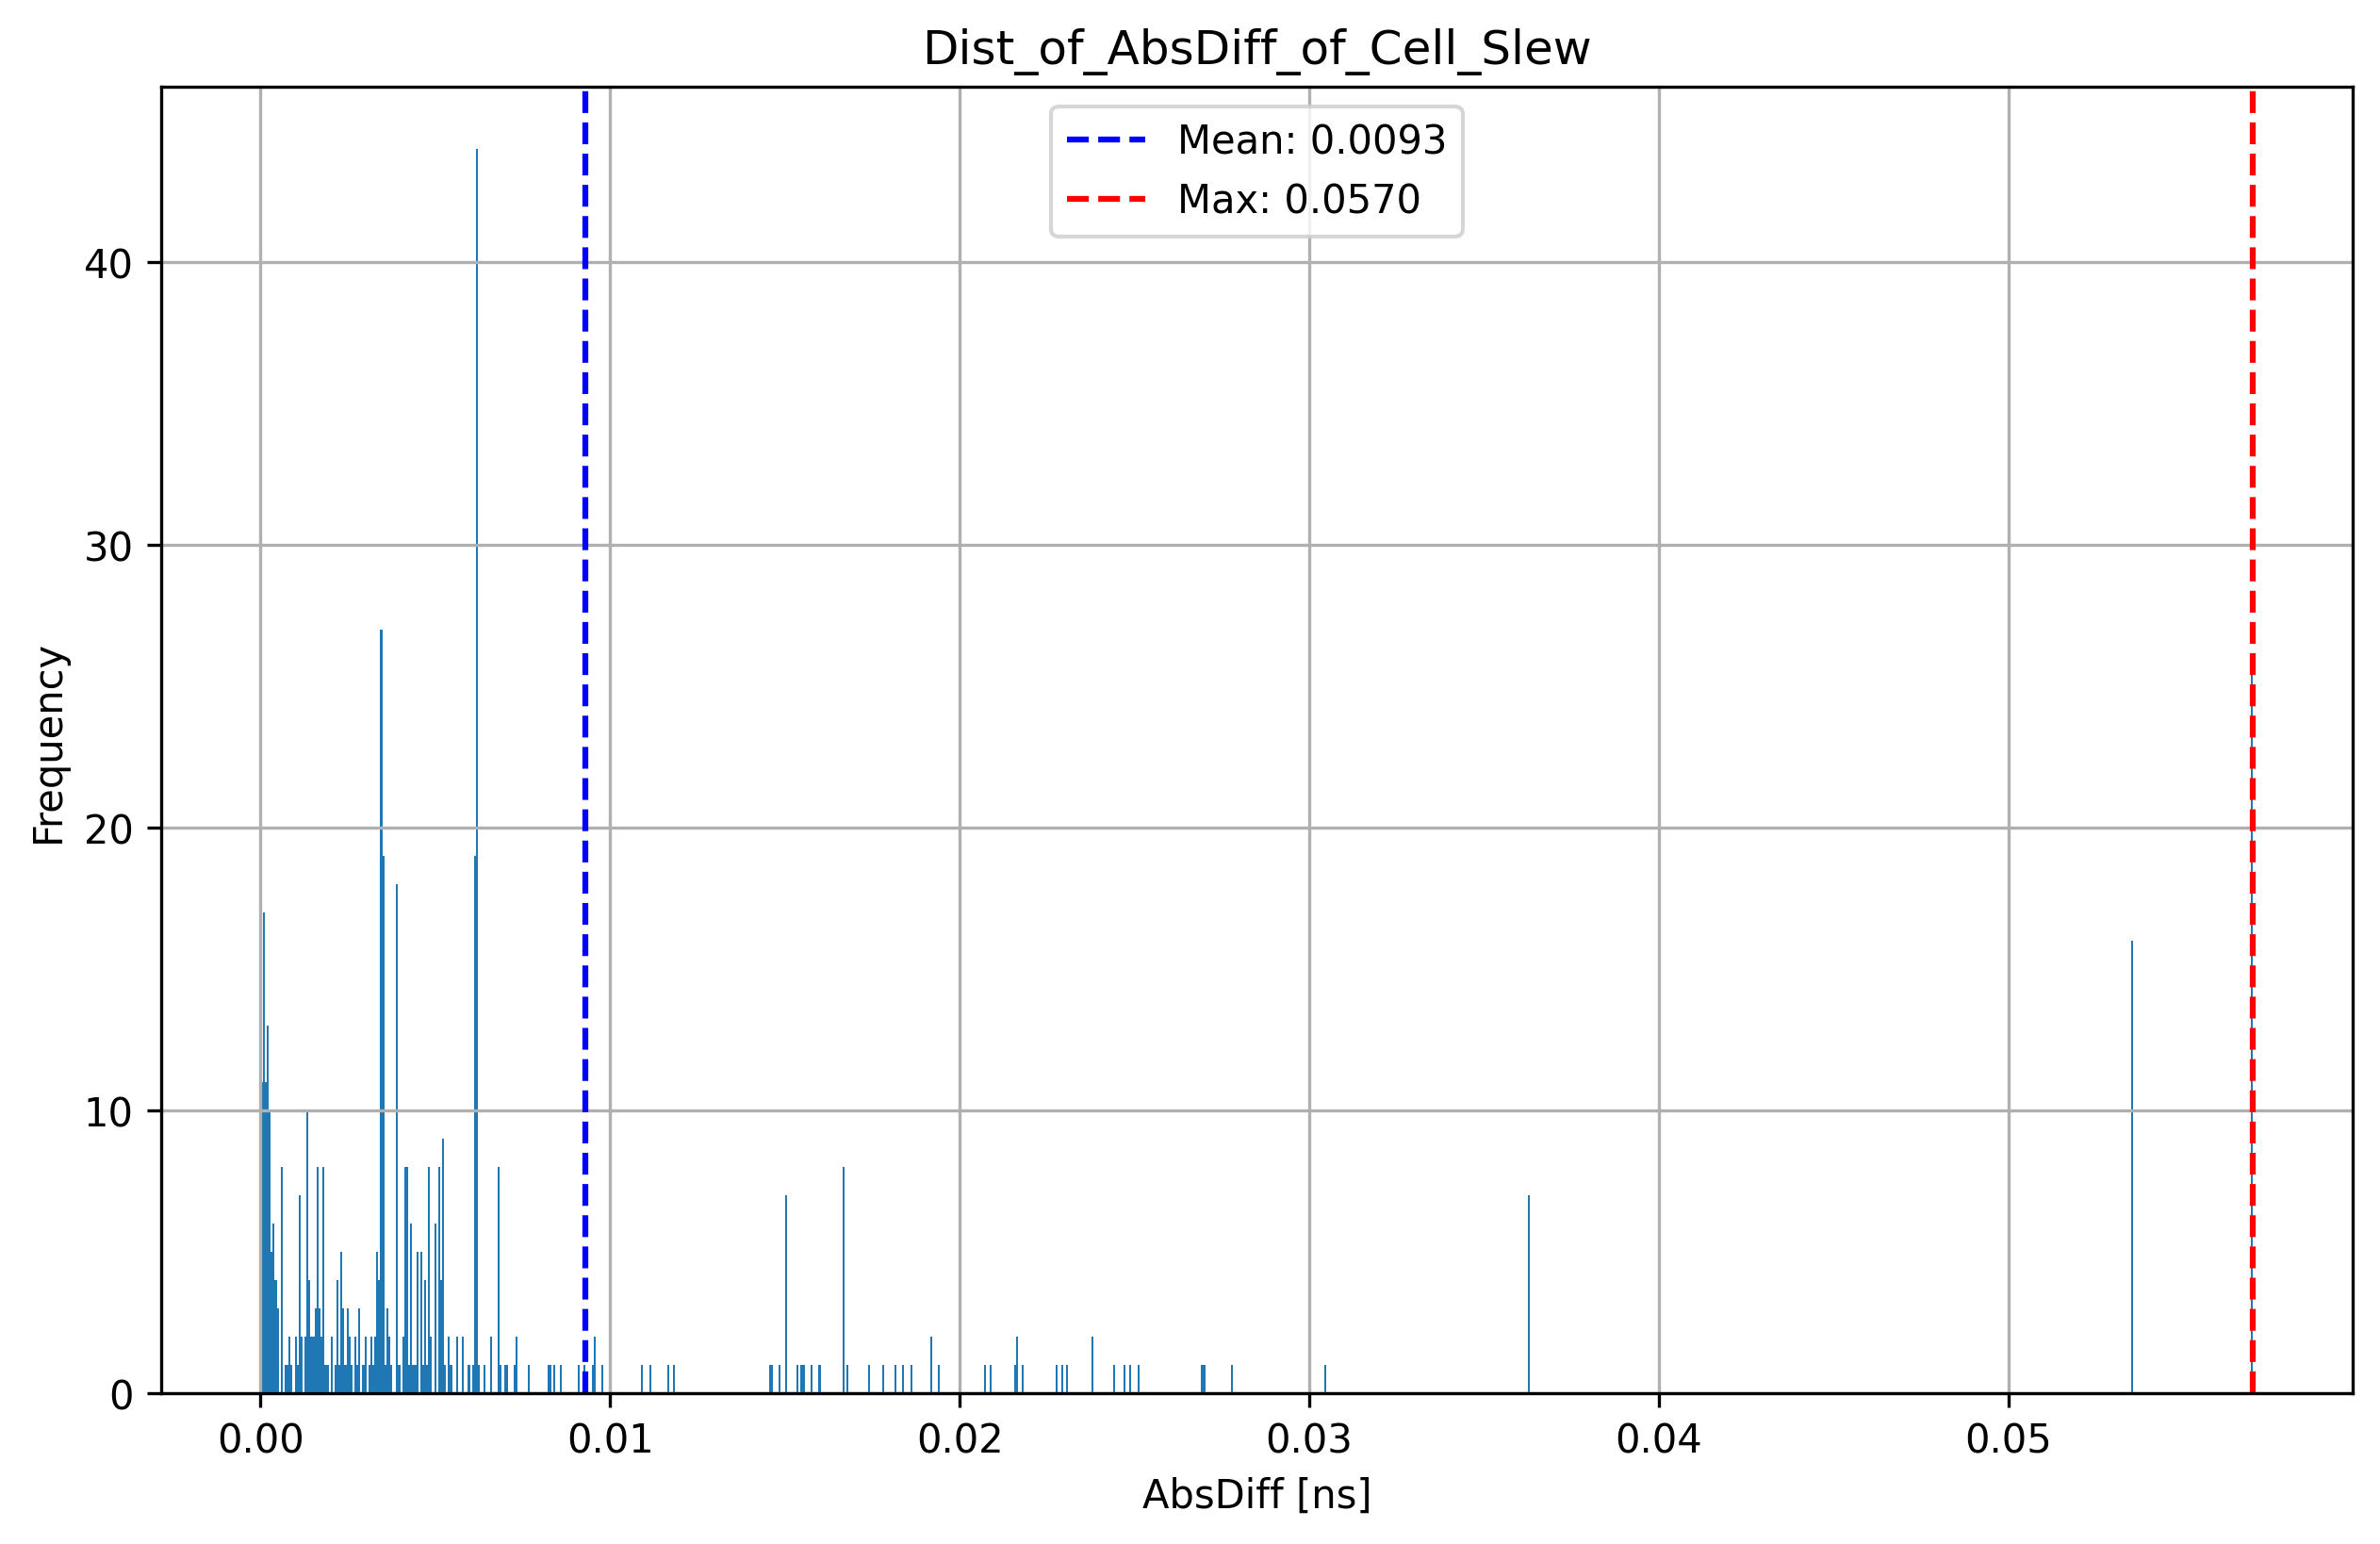 Dist_of_AbsDiff_of_Cell_Slew
Mean: 0.0093
Max: 0.0570
Frequency
40
30
20
10
0
0.00 0.01 0.02 0.03 0.04 0.05
AbsDiff [ns]